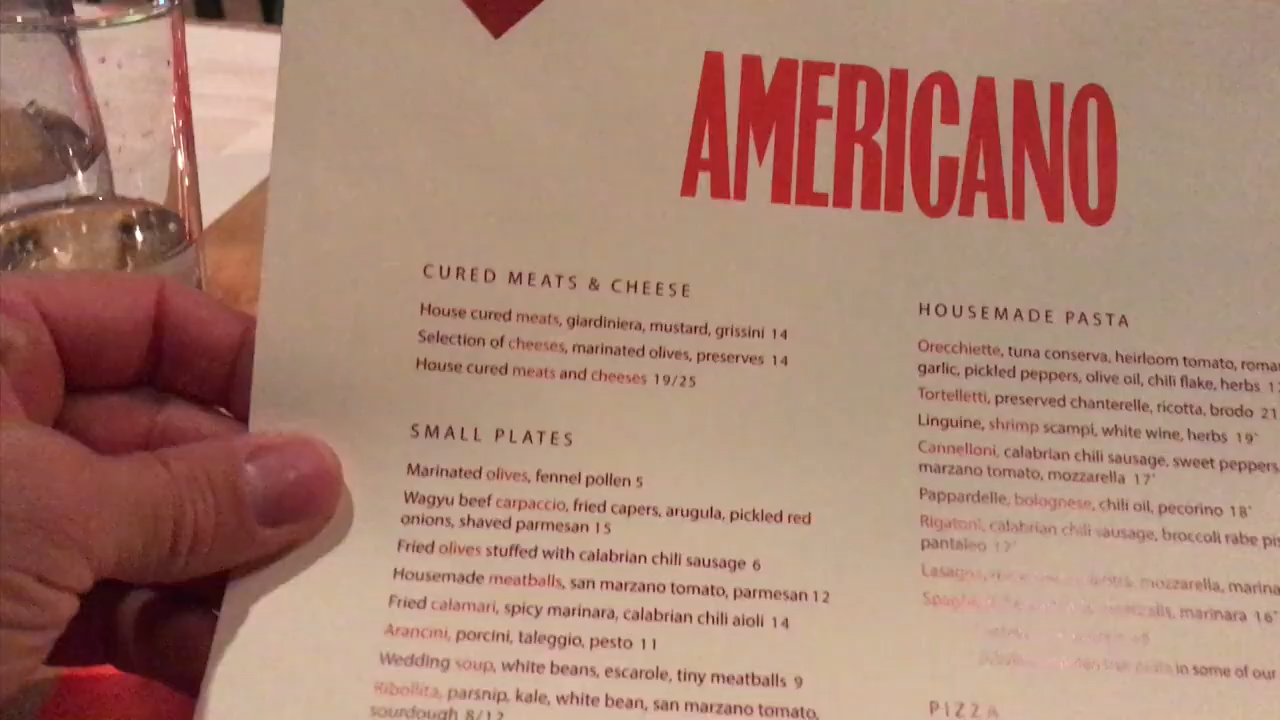 AMERICANO
CURED MEATS & CHEESE
House cured meats, giardiniera, mustard, grissini 14
Selection of cheeses, marinated olives, preserves 14
House cured meats and cheeses 19/25
SMALL PLATES
Marinated olives, fennel pollen 5
Wagyu beef carpaccio, fried capers, arugula, pickled red
onions, shaved parmesan 15
Fried olives stuffed with calabrian chili sausage 6
Housemade meatballs, san marzano tomato, parmesan 12
Fried calamari, spicy marinara, calabrian chili aioli 14
Arancini, porcini, taleggio, pesto 11
Wedding soup, white beans, escarole, tiny meatballs 9
Ribollita, parsnip, kale, white bean, san marzano tomato,
sourdough 8/12
HOUSEMADE PASTA
Orecchiette, tuna conserva, heirloom tomato,
garlic, pickled peppers, olive oil, chili flake, herbs
Tortelletti, preserved chanterelle, ricotta, brodo 21
Linguine, shrimp scampi, white wine, herbs 19*
Cannelloni, calabrian chili sausage, sweet peppers
marzano tomato, mozzarella 17*
Pappardelle, bolognese, chili oil, pecorino 18*
Rigatoni, calabrian chili sausage, broccoli rabe
pantaleo 17*
Lasagna, mozzarella,
marinara 16*
in some of our
PIZZA